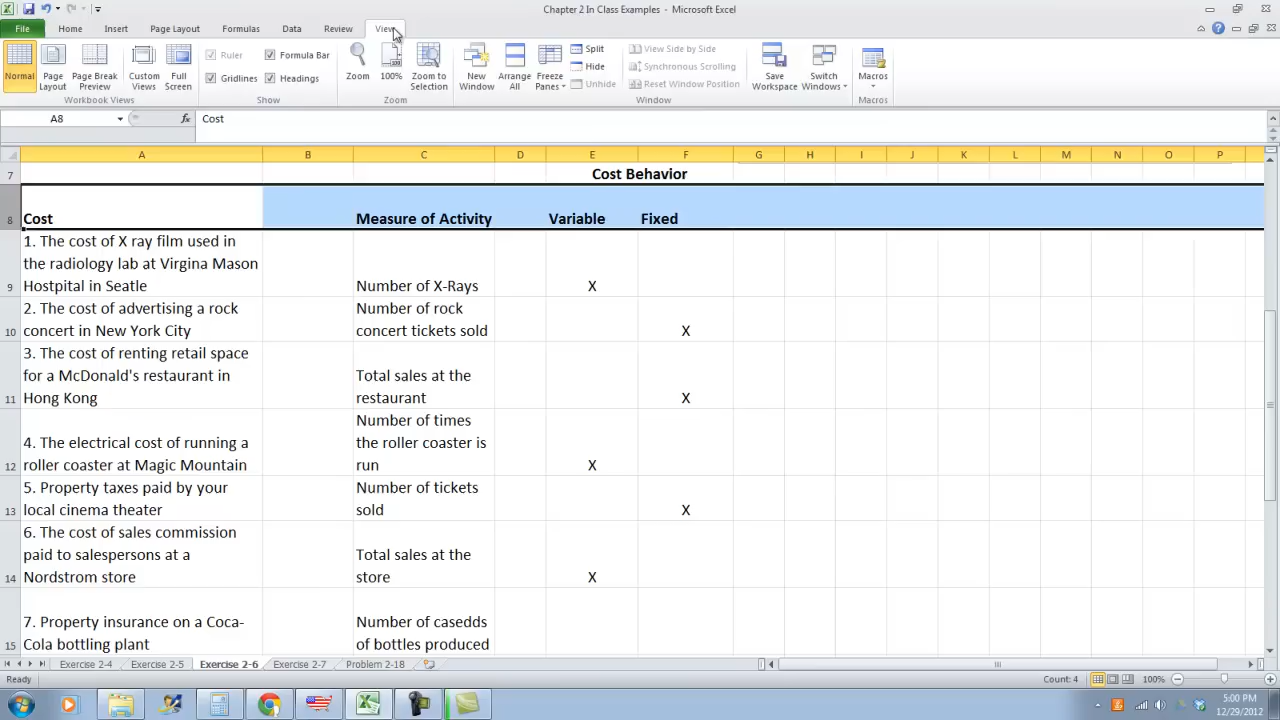 Chapter 2 In Class Examples - Microsoft Excel
File Home Insert Page Layout Formulas Data Review View
Normal
Page Layout
Page Break Preview
Custom Views
Full Screen
Workbook Views
Ruler
Formula Bar
Gridlines
Headings
Show
Zoom
100%
Zoom to Selection
Zoom
New Window
Arrange All
Freeze Panes
Split
Hide
Unhide
View Side by Side
Synchronous Scrolling
Reset Window Position
Window
Save Workspace
Switch Windows
Macros
Macros
A8 fx Cost
A B C D E F G H I J K L M N O P
7 Cost Behavior
8 Cost Measure of Activity Variable Fixed
1. The cost of X ray film used in
the radiology lab at Virgina Mason
9 Hostpital in Seatle Number of X-Rays X
2. The cost of advertising a rock Number of rock
10 concert in New York City concert tickets sold X
3. The cost of renting retail space
for a McDonald's restaurant in Total sales at the
11 Hong Kong restaurant X
Number of times
4. The electrical cost of running a the roller coaster is
12 roller coaster at Magic Mountain run X
5. Property taxes paid by your Number of tickets
13 local cinema theater sold X
6. The cost of sales commission
paid to salespersons at a Total sales at the
14 Nordstrom store store X
7. Property insurance on a Coca- Number of casedds
15 Cola bottling plant of bottles produced
Exercise 2-4 Exercise 2-5 Exercise 2-6 Exercise 2-7 Problem 2-18
Ready Count: 4 100%
5:00 PM
12/29/2012